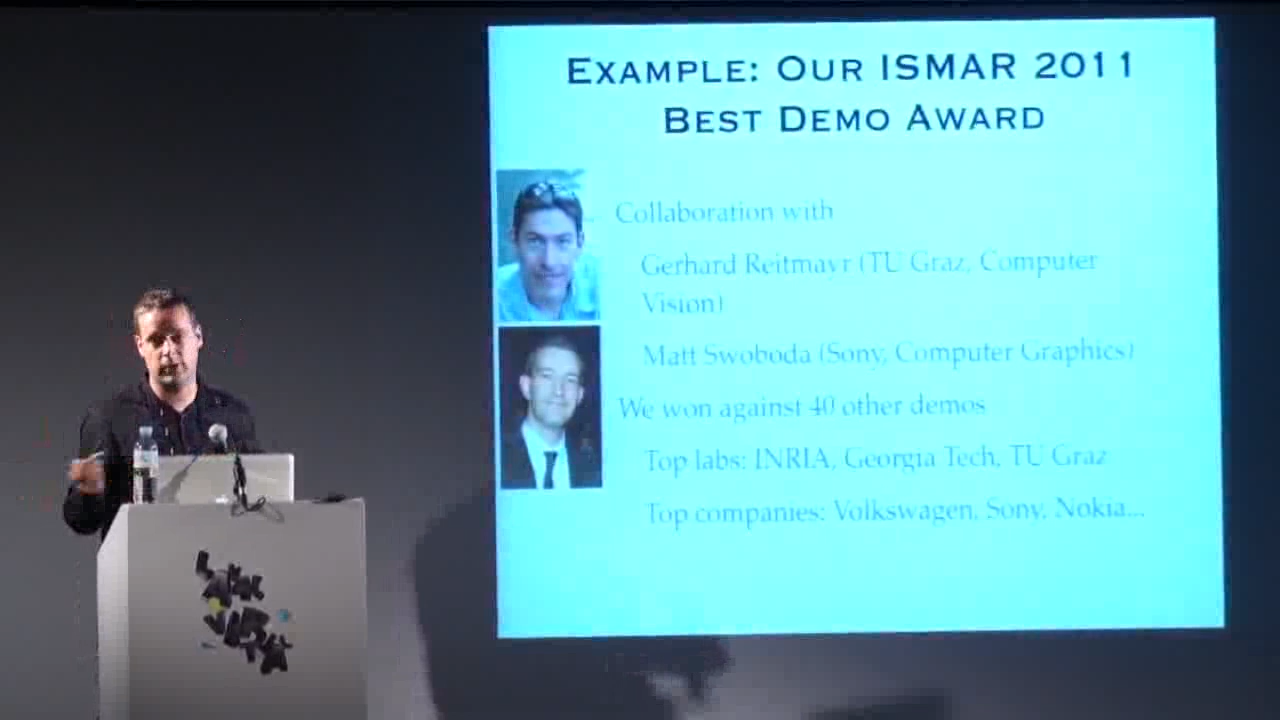 EXAMPLE: OUR ISMAR 2011
BEST DEMO AWARD
Collaboration with
Gerhard Reitmayr (TU Graz, Computer
Vision)
Matt Swoboda (Sony, Computer Graphics)
We won against 40 other demos
Top labs: INRIA, Georgia Tech, TU Graz
Top companies: Volkswagen, Sony, Nokia...